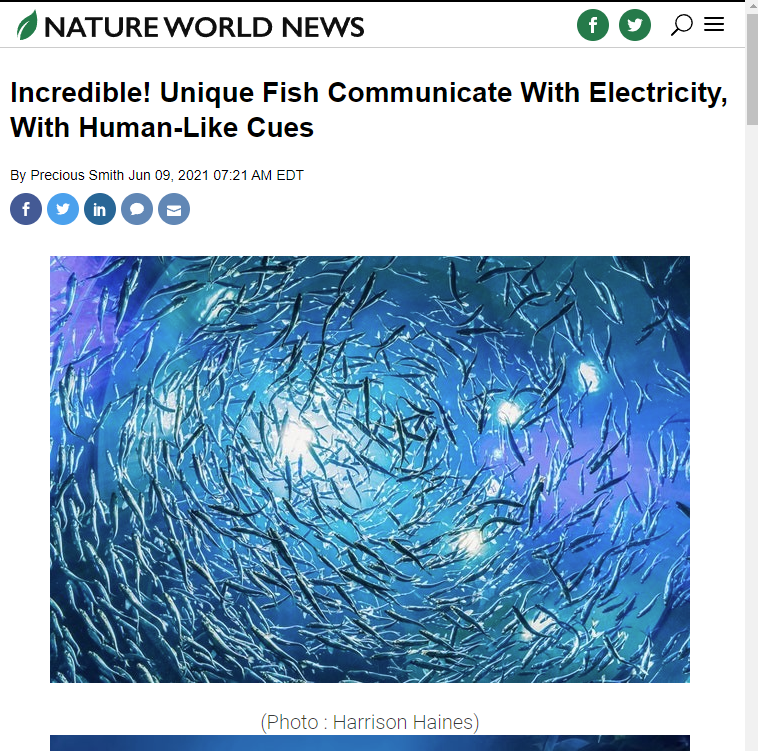 NATURE WORLD NEWS
Incredible! Unique Fish Communicate With Electricity,
With Human-Like Cues
By Precious Smith Jun 09, 2021 07:21 AM EDT
(Photo : Harrison Haines)